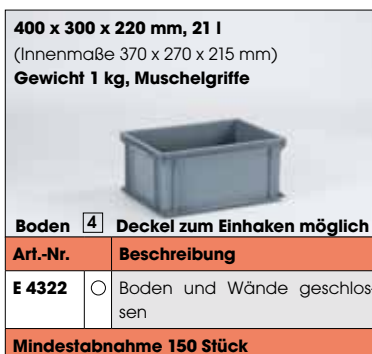 400 x 300 x 220 mm, 21 l
(Innenmaße 370 x 270 x 215 mm)
Gewicht 1 kg, Muschelgriffe
Boden 4 Deckel zum Einhaken möglich
Art.-Nr. Beschreibung
E 4322 ○ Boden und Wände geschlos-
sen
Mindestabnahme 150 Stück